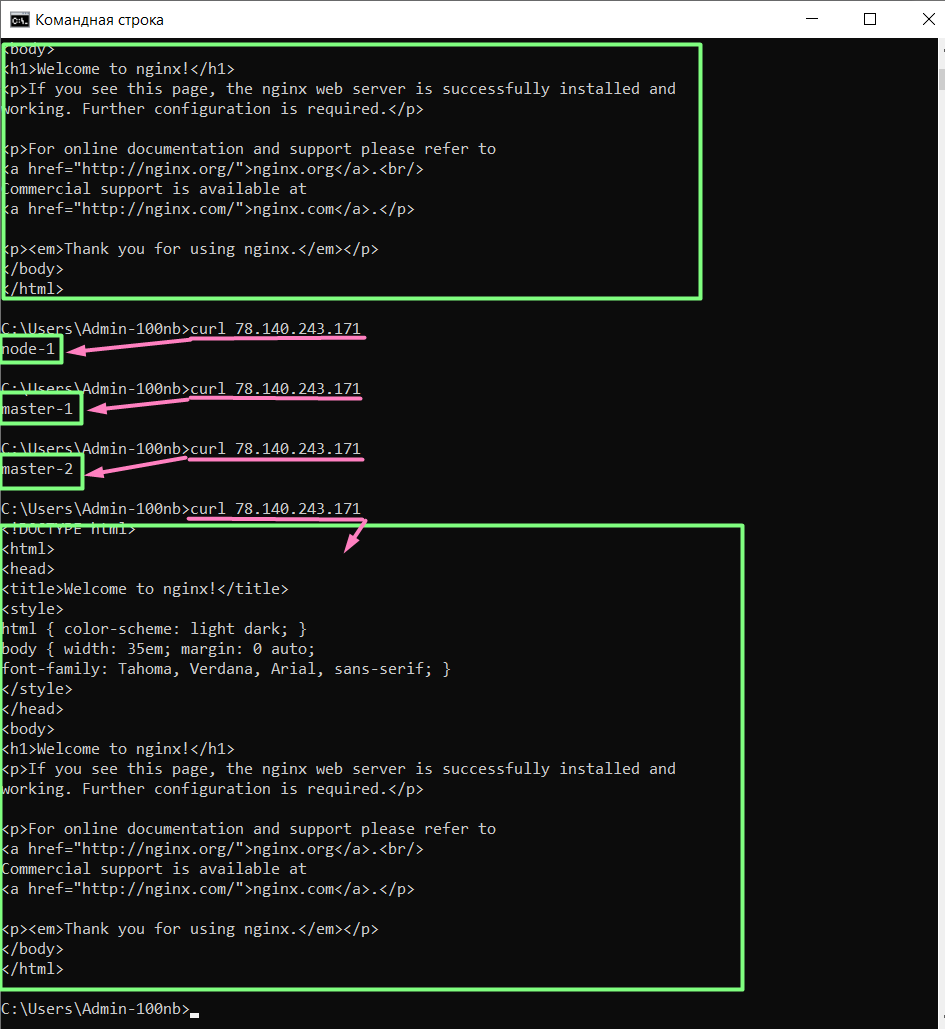 Командная строка
<body>
<h1>Welcome to nginx!</h1>
<p>If you see this page, the nginx web server is successfully installed and
working. Further configuration is required.</p>
<p>For online documentation and support please refer to
<a href="http://nginx.org/">nginx.org</a>.<br/>
Commercial support is available at
<a href="http://nginx.com/">nginx.com</a>.</p>
<p><em>Thank you for using nginx.</em></p>
</body>
</html>
C:\Users\Admin-100nb>curl 78.140.243.171
node-1
C:\Users\Admin-100nb>curl 78.140.243.171
master-1
C:\Users\Admin-100nb>curl 78.140.243.171
master-2
C:\Users\Admin-100nb>curl 78.140.243.171
<!DOCTYPE html>
<html>
<head>
<title>Welcome to nginx!</title>
<style>
html { color-scheme: light dark; }
body { width: 35em; margin: 0 auto;
font-family: Tahoma, Verdana, Arial, sans-serif; }
</style>
</head>
<body>
<h1>Welcome to nginx!</h1>
<p>If you see this page, the nginx web server is successfully installed and
working. Further configuration is required.</p>
<p>For online documentation and support please refer to
<a href="http://nginx.org/">nginx.org</a>.<br/>
Commercial support is available at
<a href="http://nginx.com/">nginx.com</a>.</p>
<p><em>Thank you for using nginx.</em></p>
</body>
</html>
C:\Users\Admin-100nb>